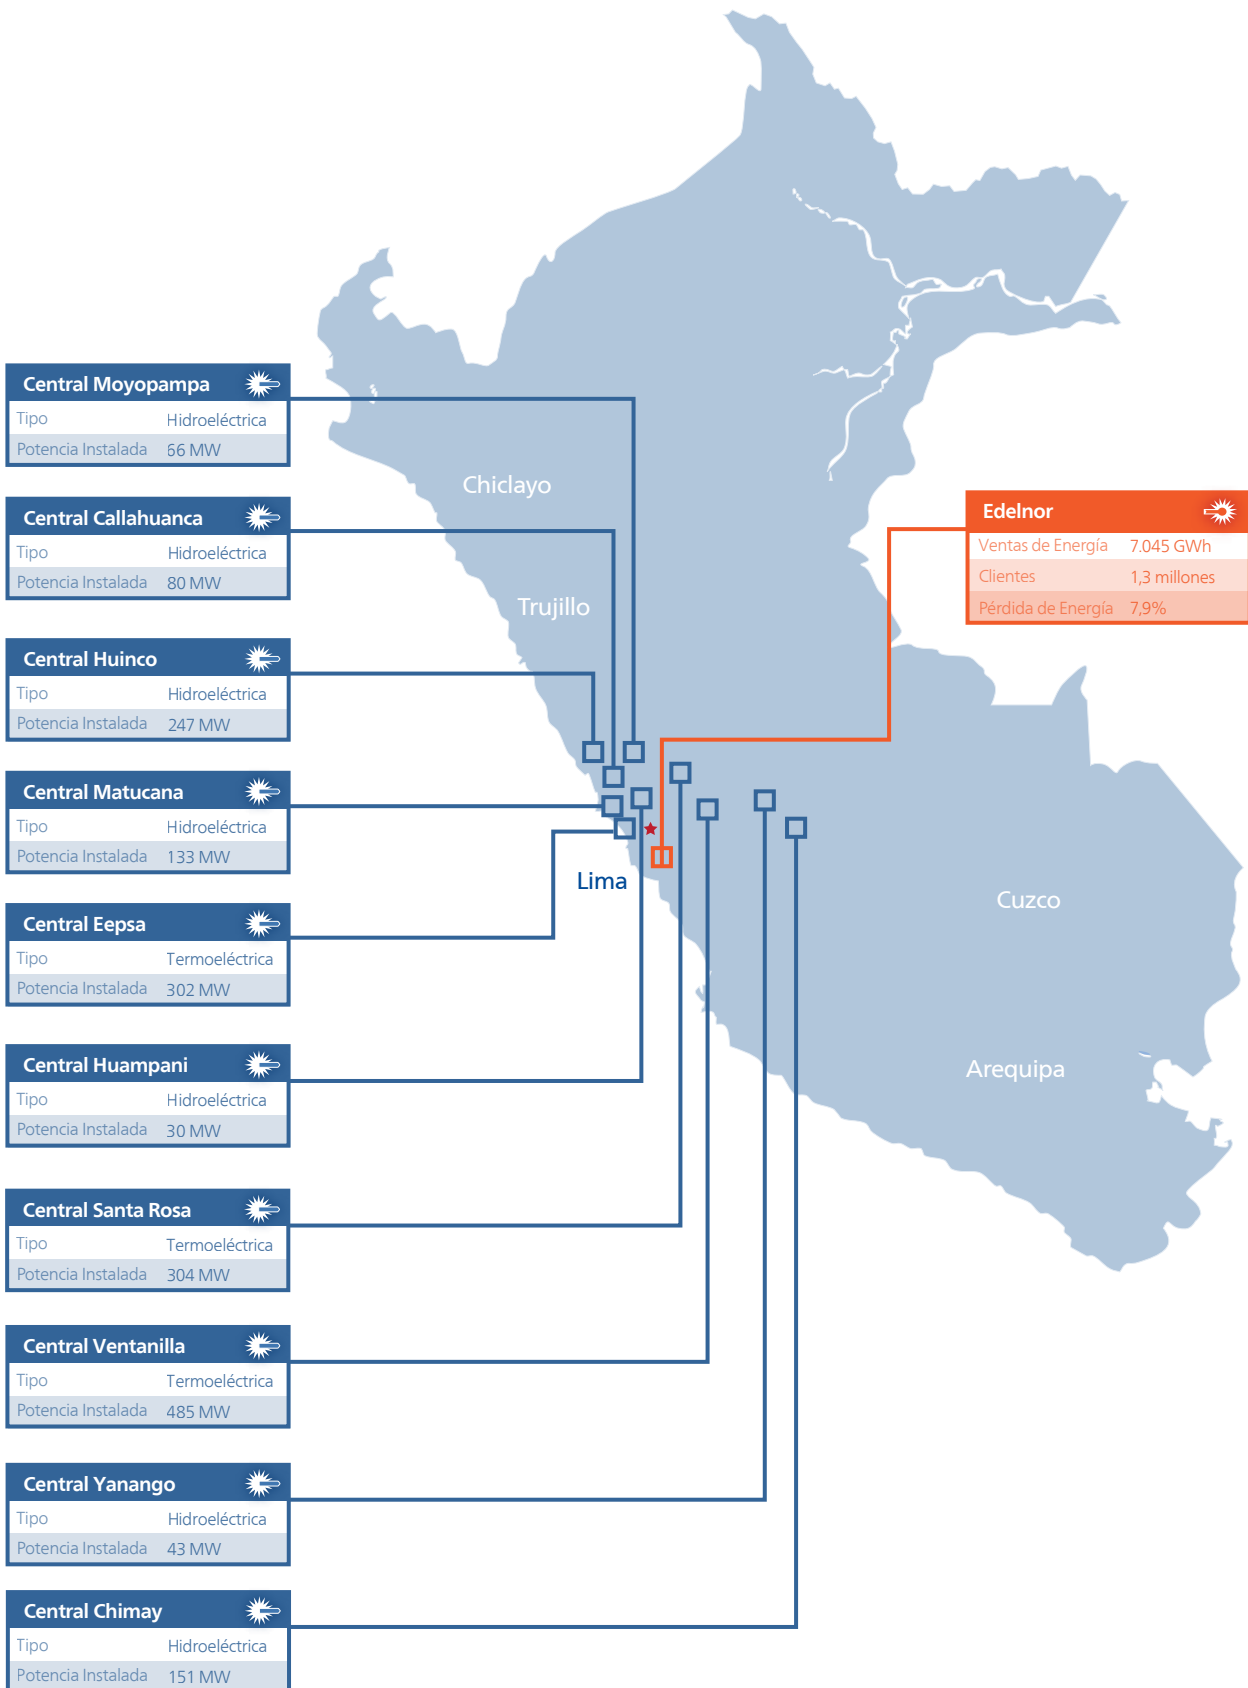 Central Moyopampa
Tipo Hidroeléctrica
Potencia Instalada 66 MW
Central Callahuanca
Tipo Hidroeléctrica
Potencia Instalada 80 MW
Central Huinco
Tipo Hidroeléctrica
Potencia Instalada 247 MW
Central Matucana
Tipo Hidroeléctrica
Potencia Instalada 133 MW
Central Eepsa
Tipo Termoeléctrica
Potencia Instalada 302 MW
Central Huampani
Tipo Hidroeléctrica
Potencia Instalada 30 MW
Central Santa Rosa
Tipo Termoeléctrica
Potencia Instalada 304 MW
Central Ventanilla
Tipo Termoeléctrica
Potencia Instalada 485 MW
Central Yanango
Tipo Hidroeléctrica
Potencia Instalada 43 MW
Central Chimay
Tipo Hidroeléctrica
Potencia Instalada 151 MW
Chiclayo
Trujillo
Lima
Cuzco
Arequipa
Edelnor
Ventas de Energía 7.045 GWh
Clientes 1,3 millones
Pérdida de Energía 7,9%